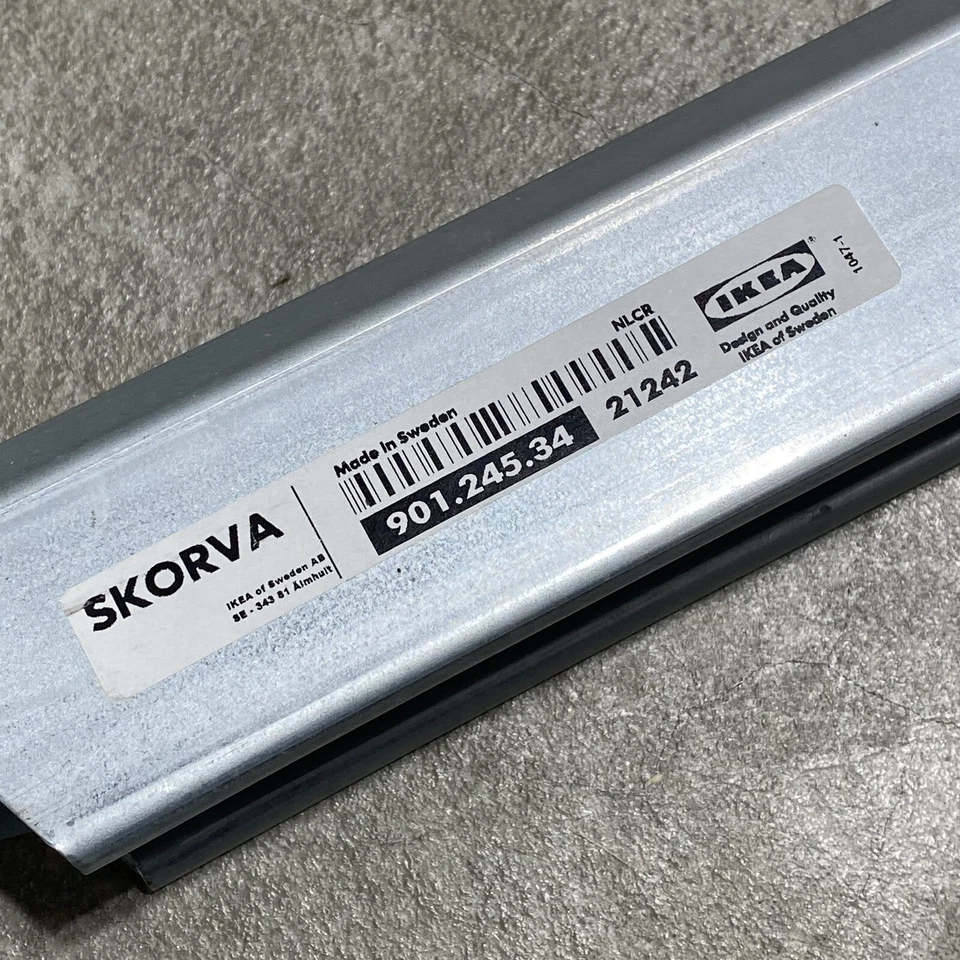 SKORVA
IKEA of Sweden AB
SE - 343 81 Älmhult
Made in Sweden
NLCR
901.245.34
21242
IKEA®
Design and Quality
IKEA of Sweden
1047-1